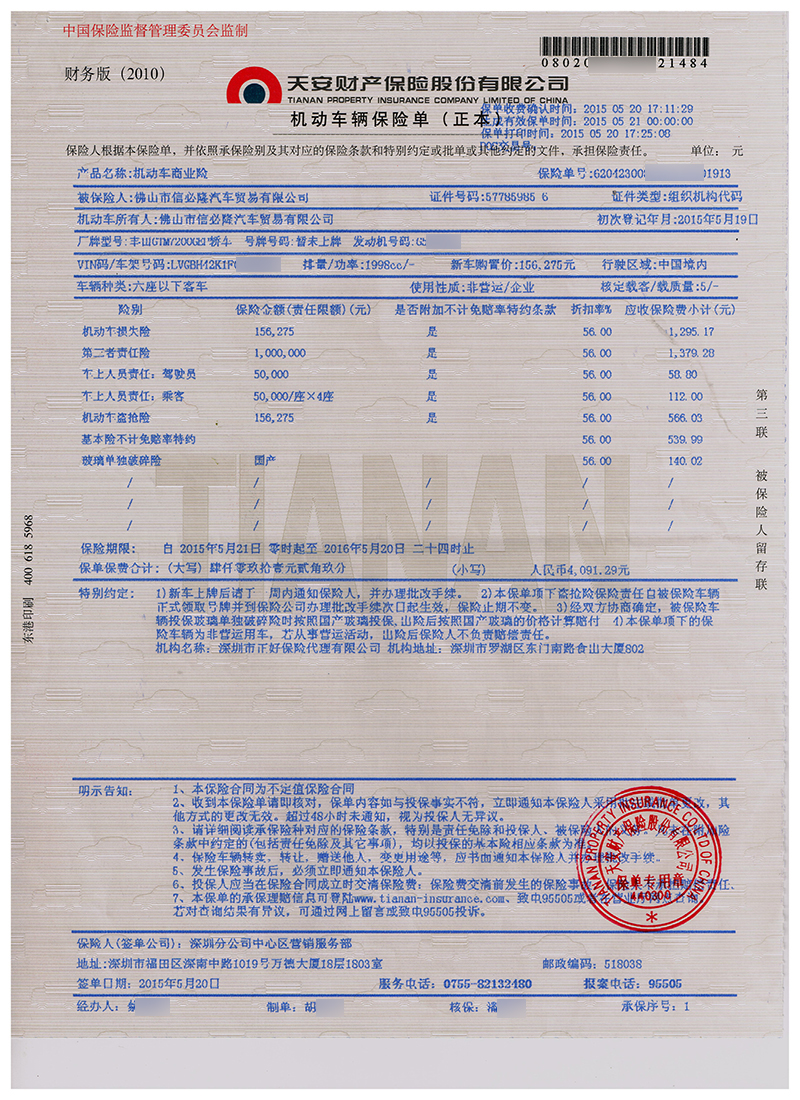 中国保险监督管理委员会监制
财务版（2010）
0802 21484
天安财产保险股份有限公司
TIANAN PROPERTY INSURANCE COMPANY LIMITED OF CHINA
保单收费确认时间：2015 05 20 17:11:29
生成有效保单时间：2015 05 21 00:00:00
机动车辆保险单（正本）
保单打印时间：2015 05 20 17:25:08
POS交易号：
保险人根据本保险单，并依照承保险别及其对应的保险条款和特别约定或批单或其他约定的文件，承担保险责任。 单位： 元
产品名称:机动车商业险 保险单号:62042300 01913
被保险人:佛山市信必隆汽车贸易有限公司 证件号码:57785985 6 证件类型:组织机构代码
机动车所有人:佛山市信必隆汽车贸易有限公司 初次登记年月:2015年5月19日
厂牌型号:丰田GTM7200GEP轿车 号牌号码:暂未上牌 发动机号码:
VIN码/车架号码:LVGBH42K1F 排量/功率:1998cc/- 新车购置价:156,275元 行驶区域:中国境内
车辆种类:六座以下客车 使用性质:非营运/企业 核定载客/载质量:5/-
险别 保险金额(责任限额)(元) 是否附加不计免赔率特约条款 折扣率% 应收保险费小计(元)
机动车损失险 156,275 是 56.00 1,295.17
第三者责任险 1,000,000 是 56.00 1,379.28
车上人员责任：驾驶员 50,000 是 56.00 58.80
车上人员责任：乘客 50,000/座×4座 是 56.00 112.00
机动车盗抢险 156,275 是 56.00 566.03
基本险不计免赔率特约 56.00 539.99
玻璃单独破碎险 国产 56.00 140.02
/ / / / /
/ / / / /
/ / / / /
TIANAN
保险期限： 自 2015年5月21日 零时起至 2016年5月20日 二十四时止
保单保费合计：(大写) 肆仟零玖拾壹元贰角玖分 (小写) 人民币4,091.29元
特别约定： 1)新车上牌后请于一周内通知保险人，并办理批改手续。 2)本保单项下盗抢险保险责任自被保险车辆
正式领取号牌并到保险公司办理批改手续次日起生效，保险止期不变。 3)经双方协商确定，被保险车
辆投保玻璃单独破碎险时按照国产玻璃投保,出险后按照国产玻璃的价格计算赔付 4)本保单项下的保
险车辆为非营运用车，若从事营运活动，出险后保险人不负责赔偿责任。
机构名称：深圳市正好保险代理有限公司 机构地址：深圳市罗湖区东门南路食出大厦802
明示告知： 1、本保险合同为不定值保险合同
2、收到本保险单请即核对，保单内容如与投保事实不符，立即通知本保险人采用批单更改，其
他方式的更改无效。超过48小时未通知，视为投保人无异议。
3、请详细阅读承保险种对应的保险条款，特别是责任免除和投保人、被保险
条款中约定的(包括责任免除及其它事项)，均以投保的基本险相应条款为准
4、保险车辆转卖，转让，赠送他人，变更用途等，应书面通知本保险人并办理批改手续。
5、发生保险事故后，必须立即通知本保险人。
6、投保人应当在保险合同成立时交清保险费；保险费交清前发生的保险事故，保险人不承担保险责任、
7、本保单的承保理赔信息可登陆www.tianan-insurance.com、致电95505或
若对查询结果有异议，可通过网上留言或致电95505投诉。
TIANAN PROPERTY INSURANCE CO LTD OF CHINA
天安财产保险股份有限公司
保单专用章
440300
保险人(签单公司)：深圳分公司中心区营销服务部
地址:深圳市福田区深南中路1019号万德大厦18层1803室 邮政编码：518038
签单日期：2015年5月20日 服务电话：0755-82132480 报案电话：95505
经办人：蔡 制单：胡 核保：潘 承保序号：1
第三联 被保险人留存联
东港印刷 400 618 5968